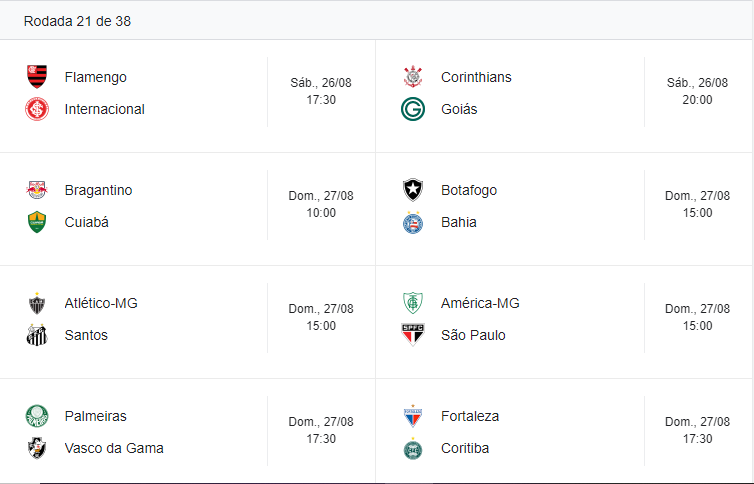 Rodada 21 de 38
Flamengo
Internacional
Sáb., 26/08
17:30
Corinthians
Goiás
Sáb., 26/08
20:00
Bragantino
Cuiabá
Dom., 27/08
10:00
Botafogo
Bahia
Dom., 27/08
15:00
Atlético-MG
Santos
Dom., 27/08
15:00
América-MG
São Paulo
SPFC
Dom., 27/08
15:00
Palmeiras
Vasco da Gama
Dom., 27/08
17:30
Fortaleza
Coritiba
Dom., 27/08
17:30